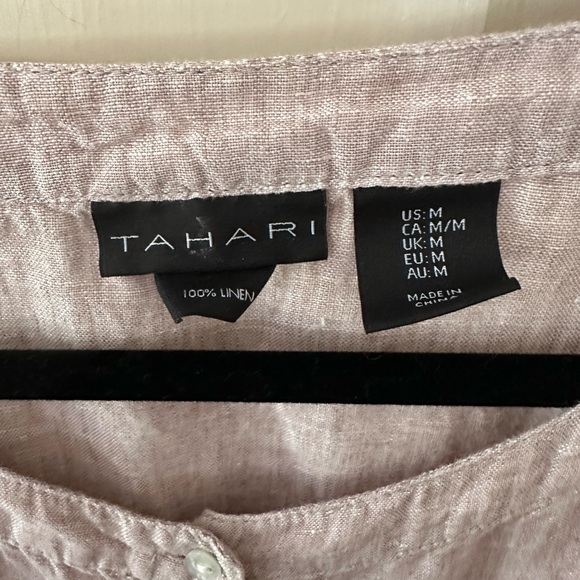 TAHARI
100% LINEN
US: M
CA: M/M
UK: M
EU: M
AU: M
MADE IN
CHINA